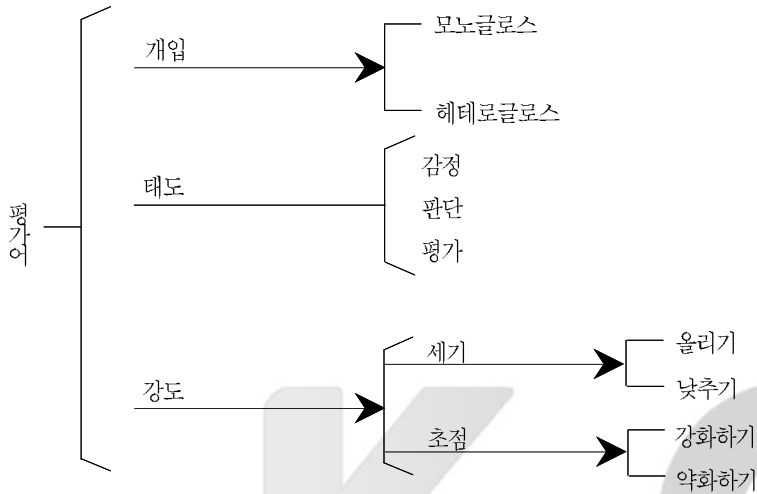 평가어
개입
모노글로스
헤테로글로스
태도
감정
판단
평가
강도
세기
올리기
낮추기
초점
강화하기
약화하기